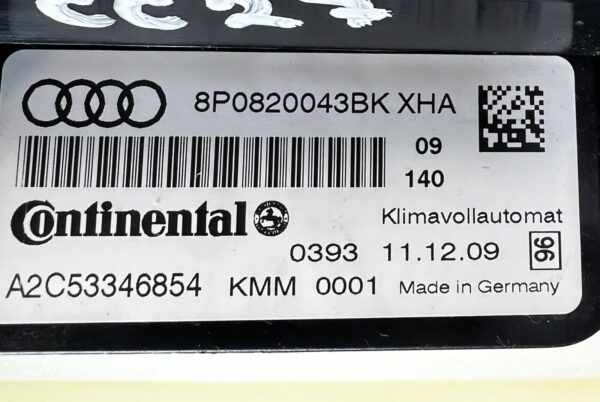 8P0820043BK XHA
09
140
Continental
Klimavollautomat
0393 11.12.09 96
A2C53346854 KMM 0001 Made in Germany